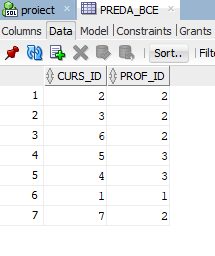 SQL proiect × PREDA_BCE
Columns Data Model Constraints Grants
Sort.. Filte
CURS_ID PROF_ID
1 2 2
2 3 2
3 6 2
4 5 3
5 4 3
6 1 1
7 7 2